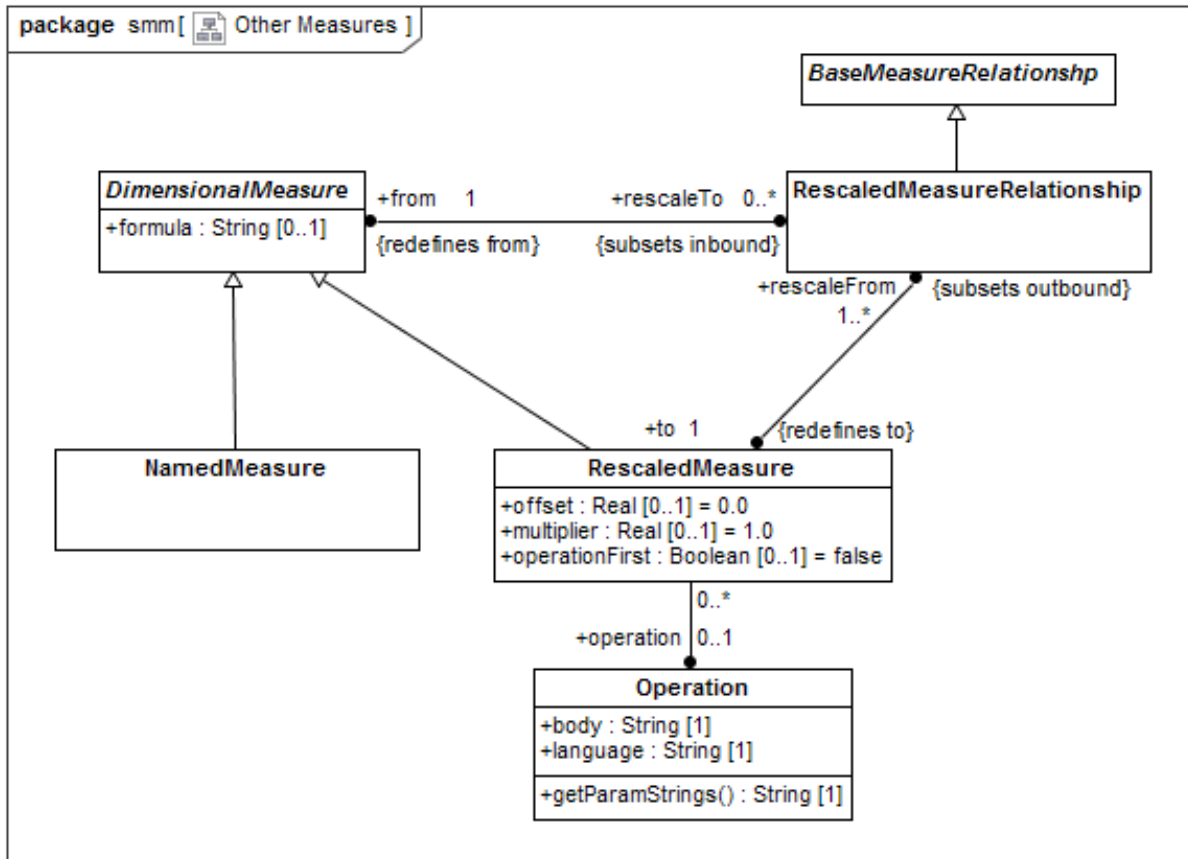 package smm[ Other Measures ]
BaseMeasureRelationshp
DimensionalMeasure
+formula : String [0..1]
+from 1
{redefines from}
+rescaleTo 0..*
{subsets inbound}
RescaledMeasureRelationship
+rescaleFrom
1..*
{subsets outbound}
+to 1
{redefines to}
NamedMeasure
RescaledMeasure
+offset : Real [0..1] = 0.0
+multiplier : Real [0..1] = 1.0
+operationFirst : Boolean [0..1] = false
0..*
+operation 0..1
Operation
+body : String [1]
+language : String [1]
+getParamStrings() : String [1]